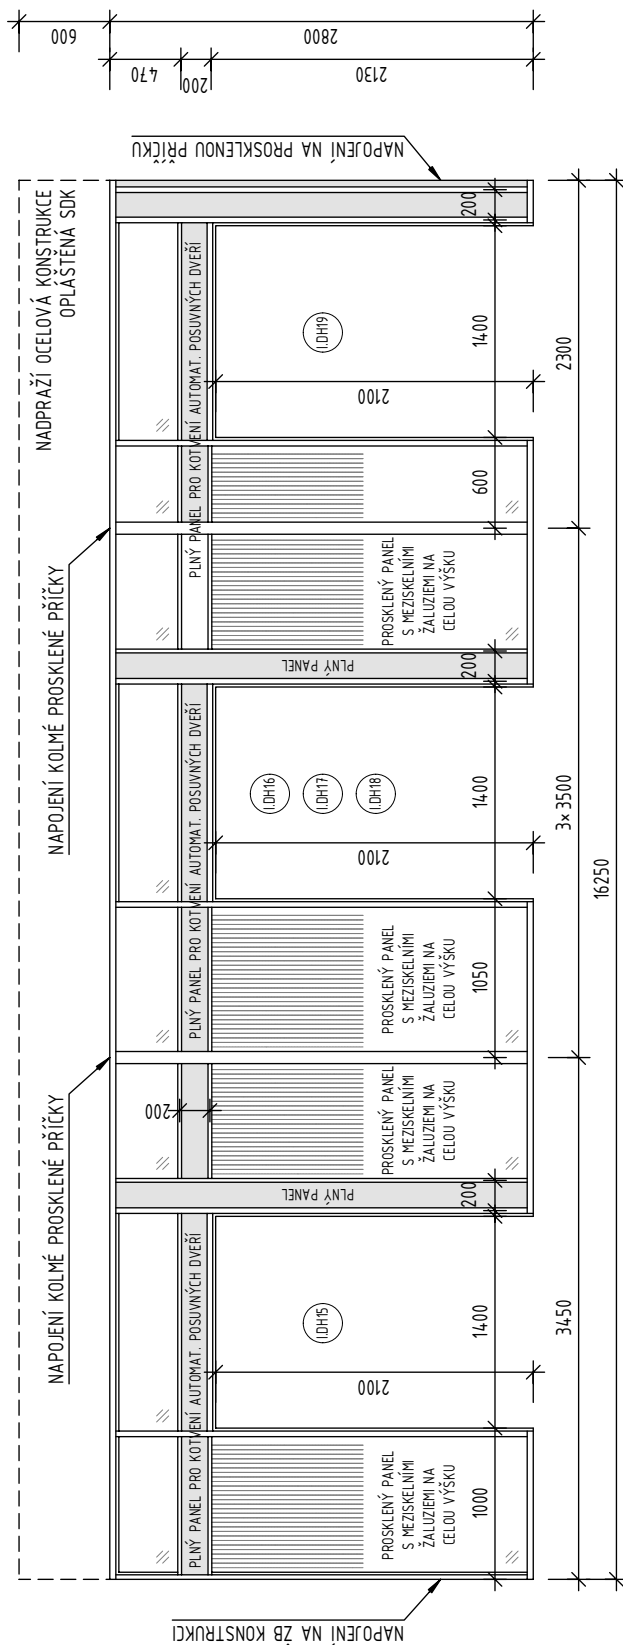 NADPRAŽÍ OCELOVÁ KONSTRUKCE
OPLÁŠTĚNÁ SDK
NAPOJENÍ KOLMÉ PROSKLENÉ PŘÍČKY
NAPOJENÍ KOLMÉ PROSKLENÉ PŘÍČKY
NAPOJENÍ NA ŽB KONSTRUKCI
NAPOJENÍ NA PROSKLENOU PŘÍČKU
600
2800
470
200
2130
PLNÝ PANEL PRO KOTVENÍ AUTOMAT. POSUVNÝCH DVEŘÍ
PLNÝ PANEL PRO KOTVENÍ AUTOMAT. POSUVNÝCH DVEŘÍ
PLNÝ PANEL PRO KOTVENÍ AUTOMAT. POSUVNÝCH DVEŘÍ
200
PLNÝ PANEL
PLNÝ PANEL
I.DH15
I.DH16
I.DH17
I.DH18
I.DH19
2100
2100
2100
PROSKLENÝ PANEL
S MEZISKELNÍMI
ŽALUZIEMI NA
CELOU VÝŠKU
PROSKLENÝ PANEL
S MEZISKELNÍMI
ŽALUZIEMI NA
CELOU VÝŠKU
PROSKLENÝ PANEL
S MEZISKELNÍMI
ŽALUZIEMI NA
CELOU VÝŠKU
PROSKLENÝ PANEL
S MEZISKELNÍMI
ŽALUZIEMI NA
CELOU VÝŠKU
1000
1400
200
1050
1400
200
600
1400
200
3450
3× 3500
2300
16250